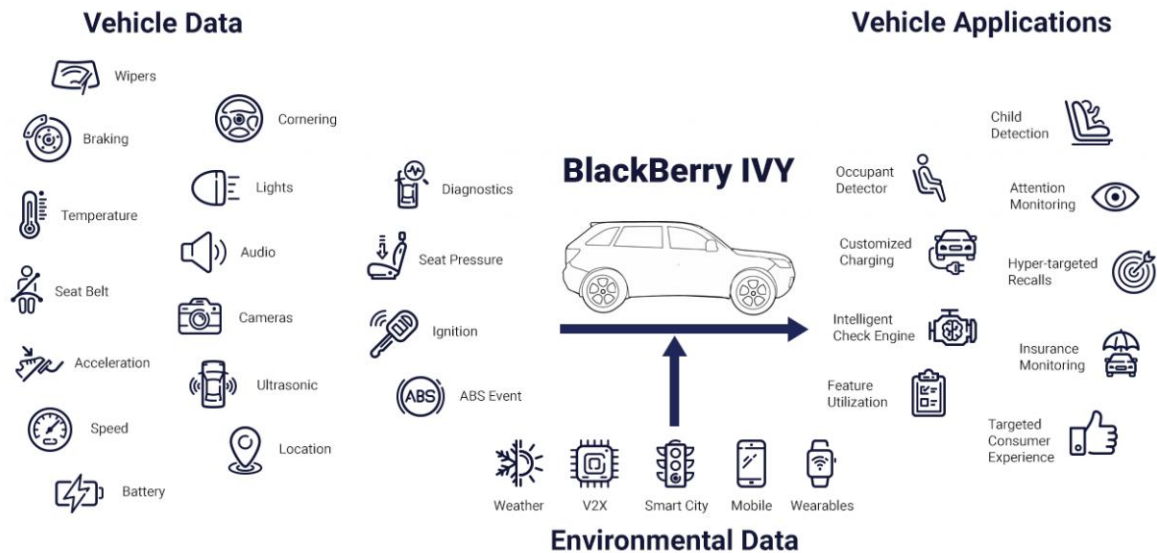 Vehicle Data
Wipers
Braking
Cornering
Temperature
Lights
Seat Belt
Audio
Acceleration
Cameras
Speed
Ultrasonic
Battery
Location
Diagnostics
Seat Pressure
Ignition
ABS
ABS Event
BlackBerry IVY
Weather
V2X
Smart City
Mobile
Wearables
Environmental Data
Vehicle Applications
Child
Detection
Occupant
Detector
Attention
Monitoring
Customized
Charging
Hyper-targeted
Recalls
Intelligent
Check Engine
Insurance
Monitoring
Feature
Utilization
Targeted
Consumer
Experience